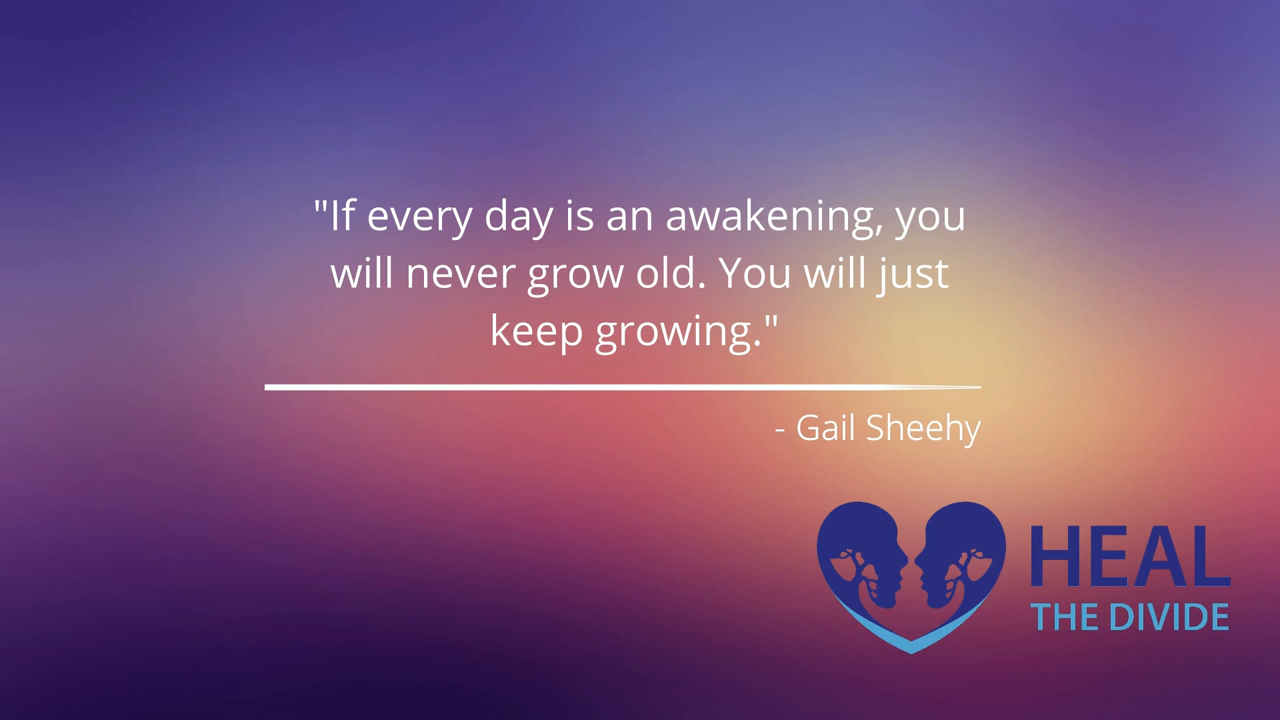 "If every day is an awakening, you
will never grow old. You will just
keep growing."
- Gail Sheehy
HEAL
THE DIVIDE